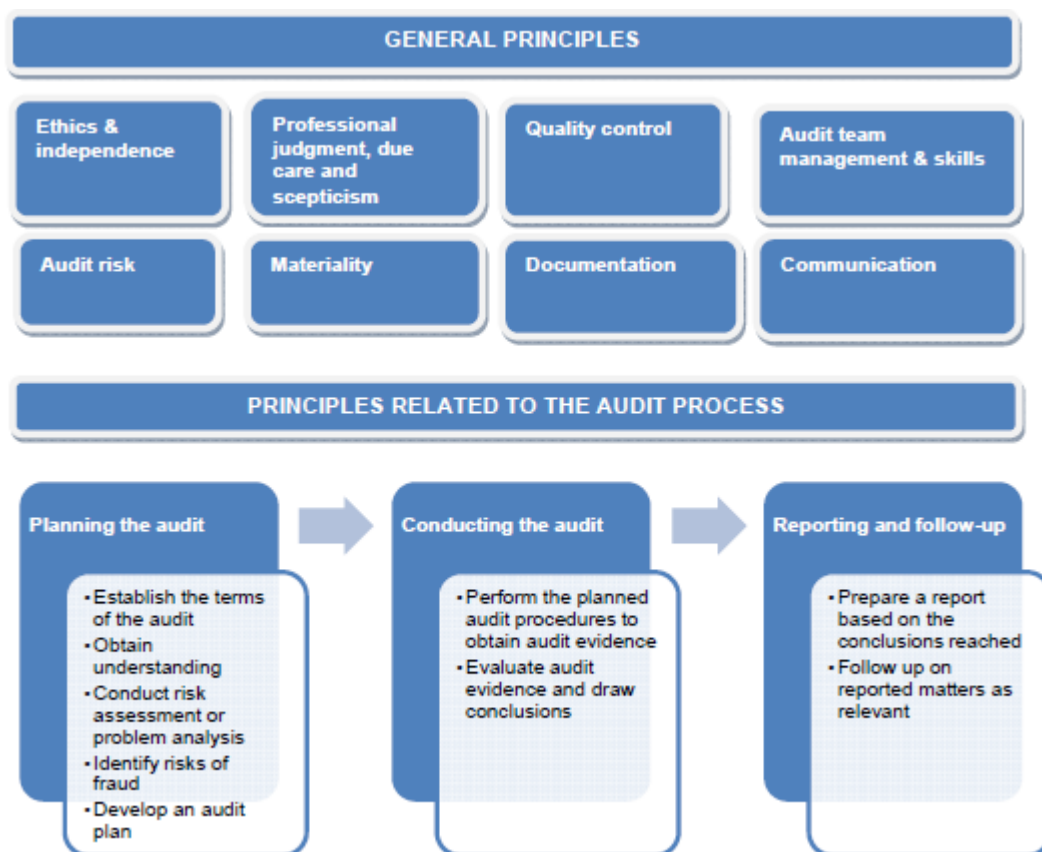 GENERAL PRINCIPLES
Ethics &
independence
Professional
judgment, due
care and
scepticism
Quality control
Audit team
management & skills
Audit risk
Materiality
Documentation
Communication
PRINCIPLES RELATED TO THE AUDIT PROCESS
Planning the audit
•Establish the terms
of the audit
•Obtain
understanding
•Conduct risk
assessment or
problem analysis
•Identify risks of
fraud
•Develop an audit
plan
Conducting the audit
•Perform the planned
audit procedures to
obtain audit evidence
•Evaluate audit
evidence and draw
conclusions
Reporting and follow-up
•Prepare a report
based on the
conclusions reached
•Follow up on
reported matters as
relevant